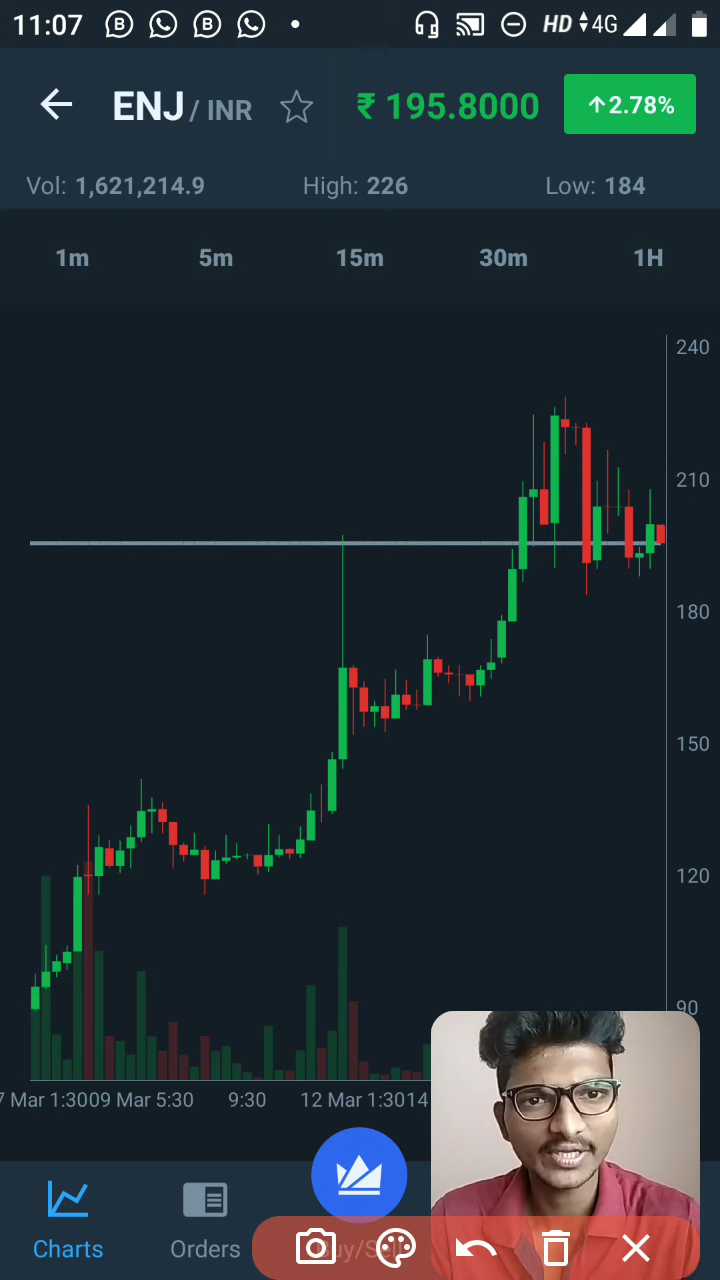 11:07 HD 4G
ENJ / INR ₹ 195.8000 ↑2.78%
Vol: 1,621,214.9 High: 226 Low: 184
1m 5m 15m 30m 1H
240
210
180
150
120
90
7 Mar 1:30 09 Mar 5:30 9:30 12 Mar 1:30 14
Charts Orders Buy/Sell